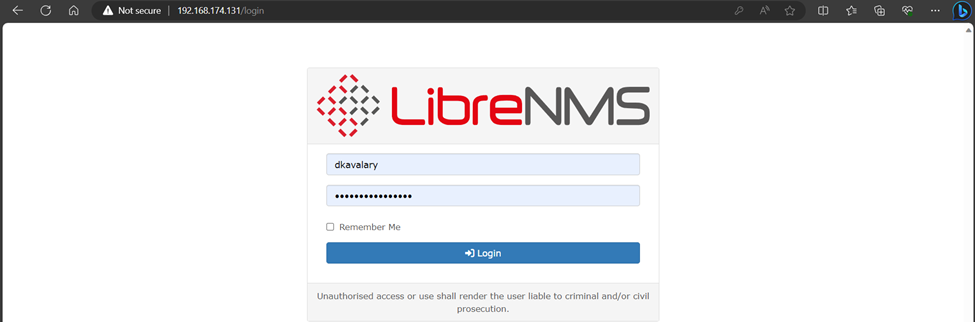 Not secure | 192.168.174.131/login
LibreNMS
dkavalary
••••••••••••••••
Remember Me
Login
Unauthorised access or use shall render the user liable to criminal and/or civil
prosecution.